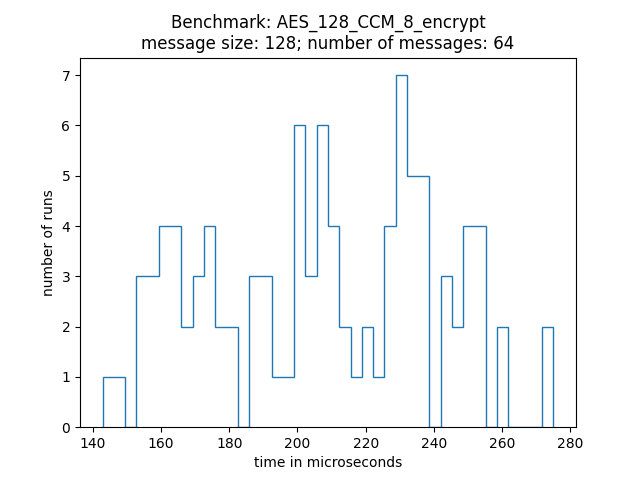 Benchmark: AES_128_CCM_8_encrypt
message size: 128; number of messages: 64
7
6
5
4
3
2
1
0
number of runs
140 160 180 200 220 240 260 280
time in microseconds